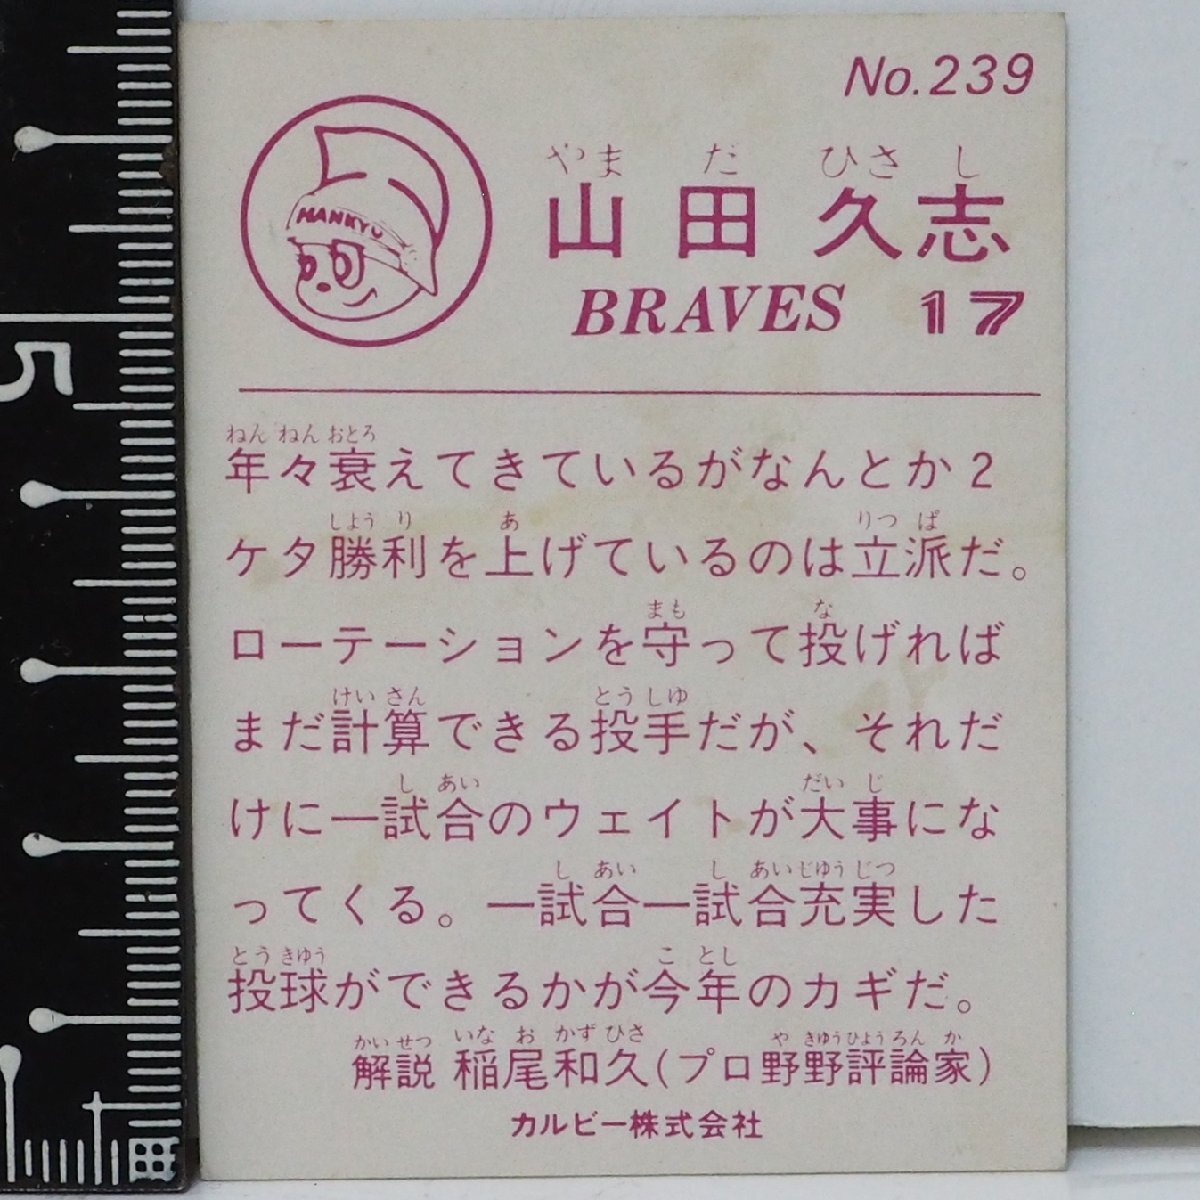 No.239
やま だ ひさ し
山田久志
HANKYU
BRAVES 17
ねん ねん おとろ
年々衰えてきているがなんとか2
しょう り あ りっ ぱ
ケタ勝利を上げているのは立派だ。
まも な
ローテーションを守って投げれば
けい さん とう しゆ
まだ計算できる投手だが、それだ
し あい だい じ
けに一試合のウェイトが大事にな
し あい し あい じゆう じつ
ってくる。一試合一試合充実した
とう きゆう こ とし
投球ができるかが今年のカギだ。
かい せつ いな お かず ひさ や きゆう ひよう ろん か
解説 稲尾和久(プロ野野評論家)
カルビー株式会社
5